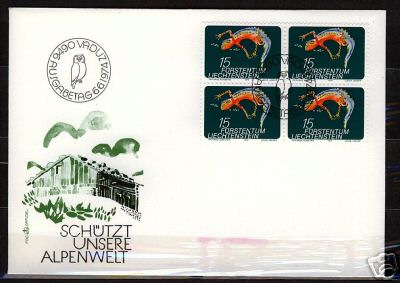 9490 VADUZ
AUSGABETAG 6.6.1974
15
FÜRSTENTUM
LIECHTENSTEIN
15
FÜRSTENTUM
LIECHTENSTEIN
15
FÜRSTENTUM
LIECHTENSTEIN
15
FÜRSTENTUM
LIECHTENSTEIN
SCHÜTZT
UNSERE
ALPENWELT
ebY